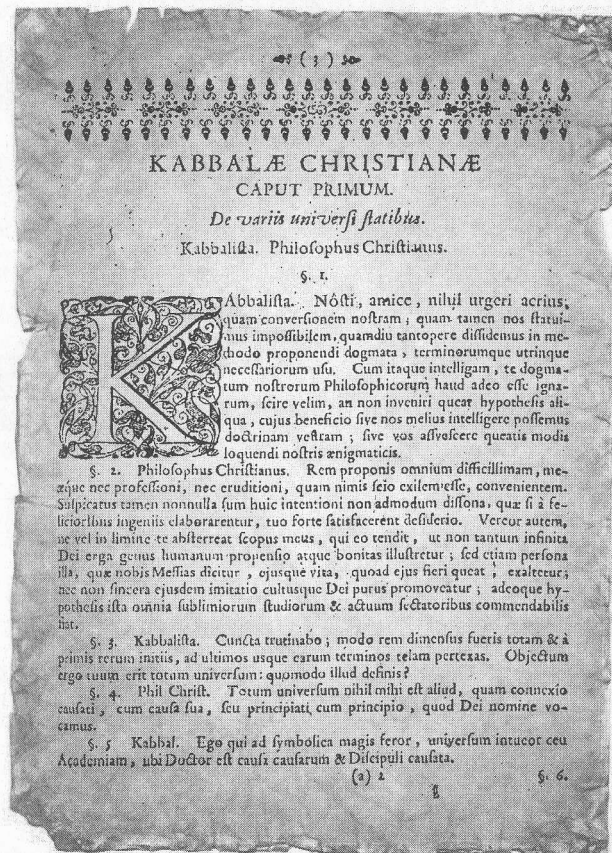 ( 3 )
KABBALÆ CHRISTIANÆ
CAPUT PRIMUM.
De variis universi statibus.
Kabbalista. Philosophus Christianus.
§. 1.
KAbbalista. Nósti, amice, nihil urgeri acrius,
quam conversionem nostram; quam tamen nos statui-
mus impossibilem, quamdiu tantopere dissidemus in me-
thodo proponendi dogmata, terminorumque utrinque
necessariorum usu. Cum itaque intelligam, te dogma-
tum nostrorum Philosophicorum haud adeo esse igna-
rum, scire velim, an non inveniri queat hypothesis ali-
qua, cujus beneficio sive nos melius intelligere possemus
doctrinam vestram; sive vos assvescere queatis modis
loquendi nostris ænigmaticis.
§. 2. Philosophus Christianus. Rem proponis omnium difficillimam, me-
æque nec professioni, nec eruditioni, quam nimis scio exilem esse, convenientem.
Suspicatus tamen nonnulla sum huic intentioni non admodum dissona, quæ si à fe-
licioribus ingeniis elaborarentur, tuo forte satisfacerent desiderio. Vereor autem,
ne vel in limine te absterreat scopus meus, qui eo tendit, ut non tantum infinita
Dei erga genus humanum propensio atque bonitas illustretur; sed etiam persona
illa, quæ nobis Messias dicitur, ejusque vita, quoad ejus fieri queat, exaltetur;
nec non sincera ejusdem imitatio cultusque Dei purus promoveatur; adeoque hy-
pothesis ista omnia sublimiorum studiorum & actuum sectatoribus commendabilis
fiat.
§. 3. Kabbalista. Cuncta trutinabo; modo rem dimensus fueris totam & à
primis rerum initiis, ad ultimos usque earum terminos telam pertexas. Objectum
ergo tuum erit totum universum: quomodo illud definis?
§. 4. Phil Christ. Totum universum nihil mihi est aliud, quam connexio
causati, cum causa sua, seu principiati cum principio, quod Dei nomine vo-
camus.
§. 5 Kabbal. Ego qui ad symbolica magis feror, universum intueor ceu
Academiam, ubi Doctor est causa causarum & Discipuli causata.
(a) 2 §. 6.